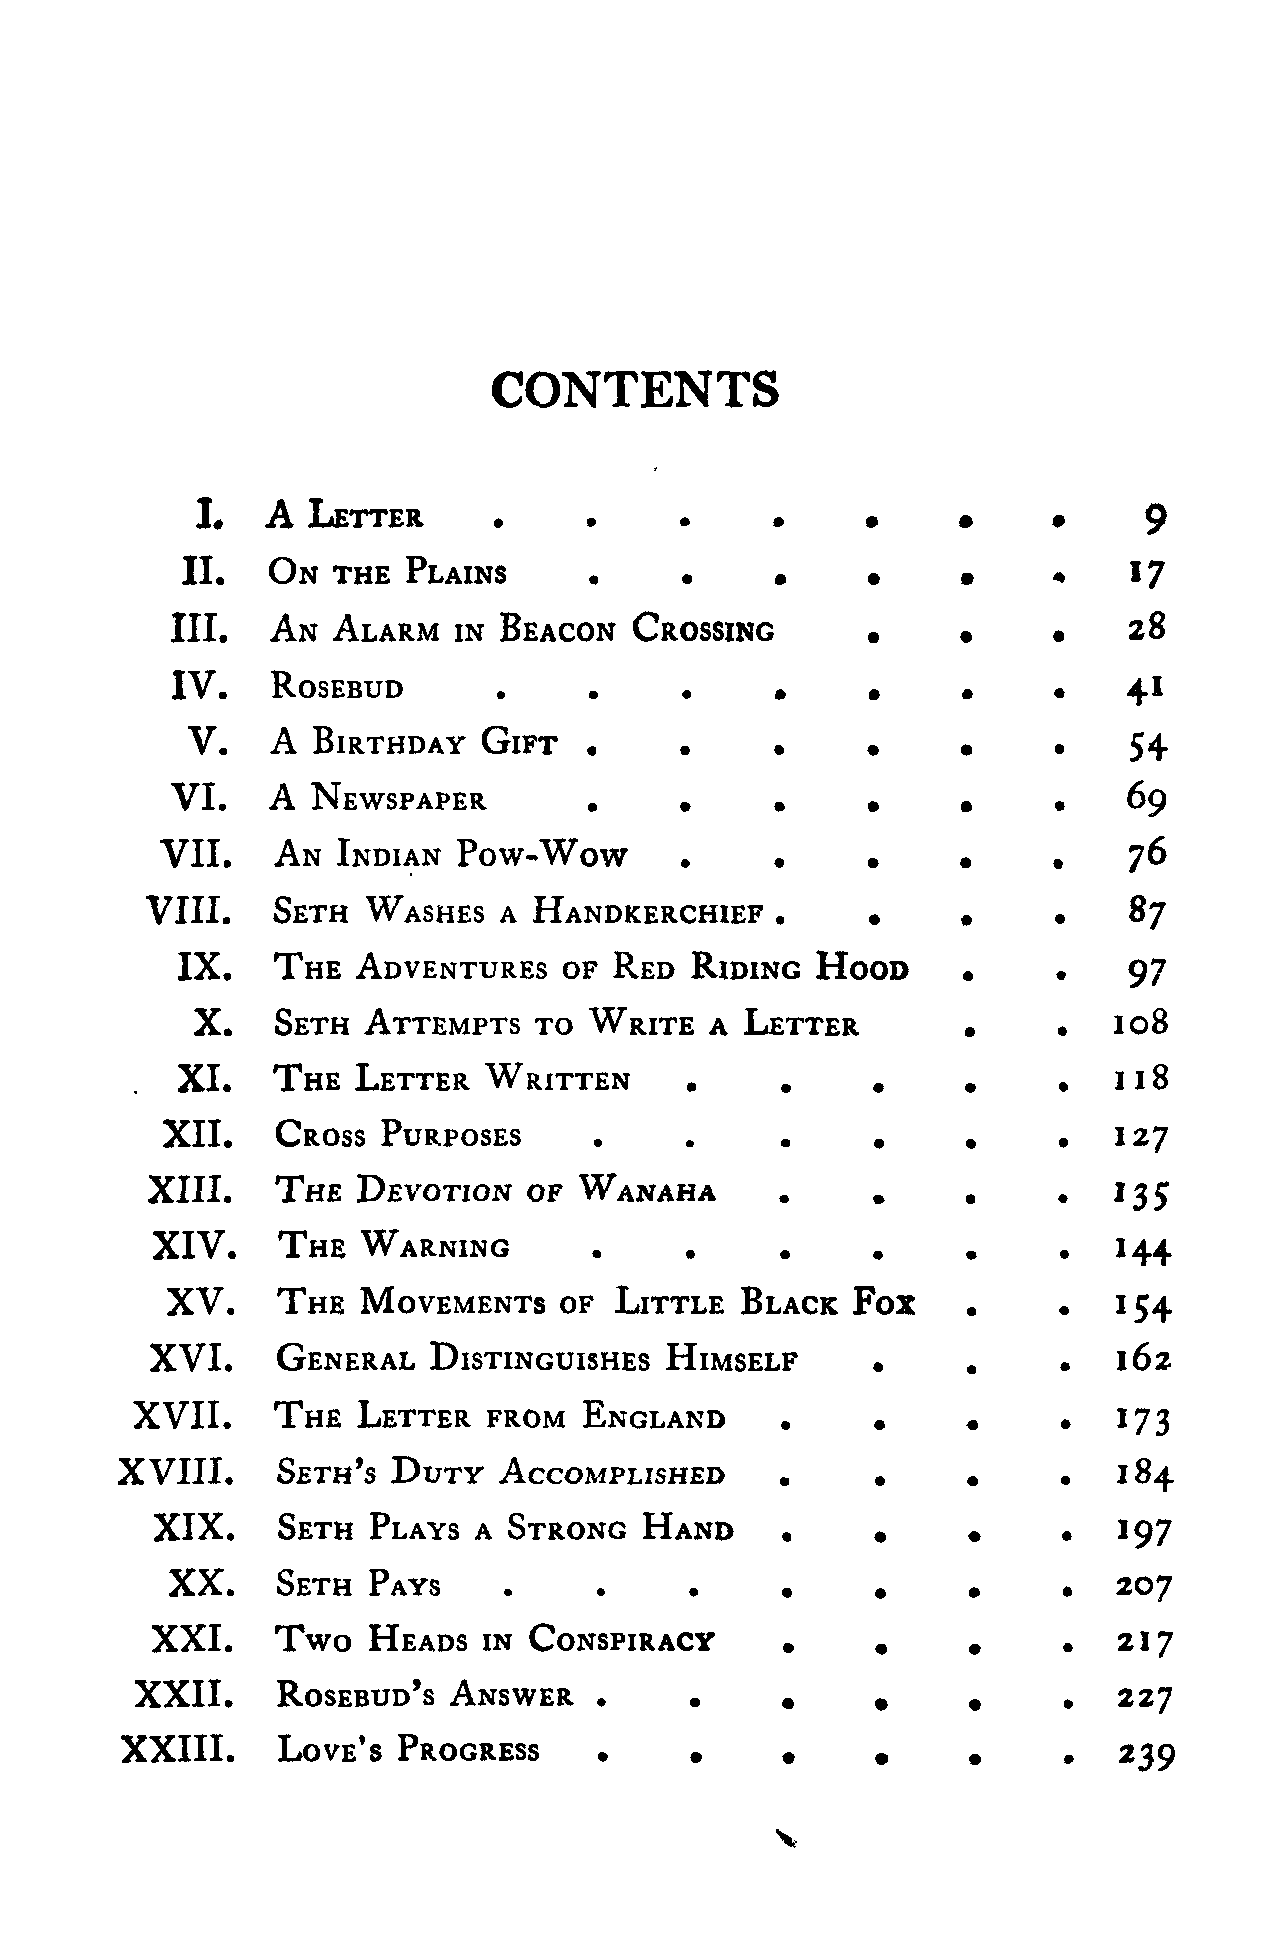 CONTENTS
I. A Letter . . . . . . . 9
II. On the Plains . . . . . . 17
III. An Alarm in Beacon Crossing . . . 28
IV. Rosebud . . . . . . . 41
V. A Birthday Gift . . . . . . 54
VI. A Newspaper . . . . . . 69
VII. An Indian Pow-Wow . . . . . 76
VIII. Seth Washes a Handkerchief . . . . 87
IX. The Adventures of Red Riding Hood . . 97
X. Seth Attempts to Write a Letter . . 108
XI. The Letter Written . . . . . 118
XII. Cross Purposes . . . . . . 127
XIII. The Devotion of Wanaha . . . . 135
XIV. The Warning . . . . . . 144
XV. The Movements of Little Black Fox . . 154
XVI. General Distinguishes Himself . . . 162
XVII. The Letter from England . . . . 173
XVIII. Seth's Duty Accomplished . . . . 184
XIX. Seth Plays a Strong Hand . . . . 197
XX. Seth Pays . . . . . . . 207
XXI. Two Heads in Conspiracy . . . . 217
XXII. Rosebud's Answer . . . . . . 227
XXIII. Love's Progress . . . . . . 239